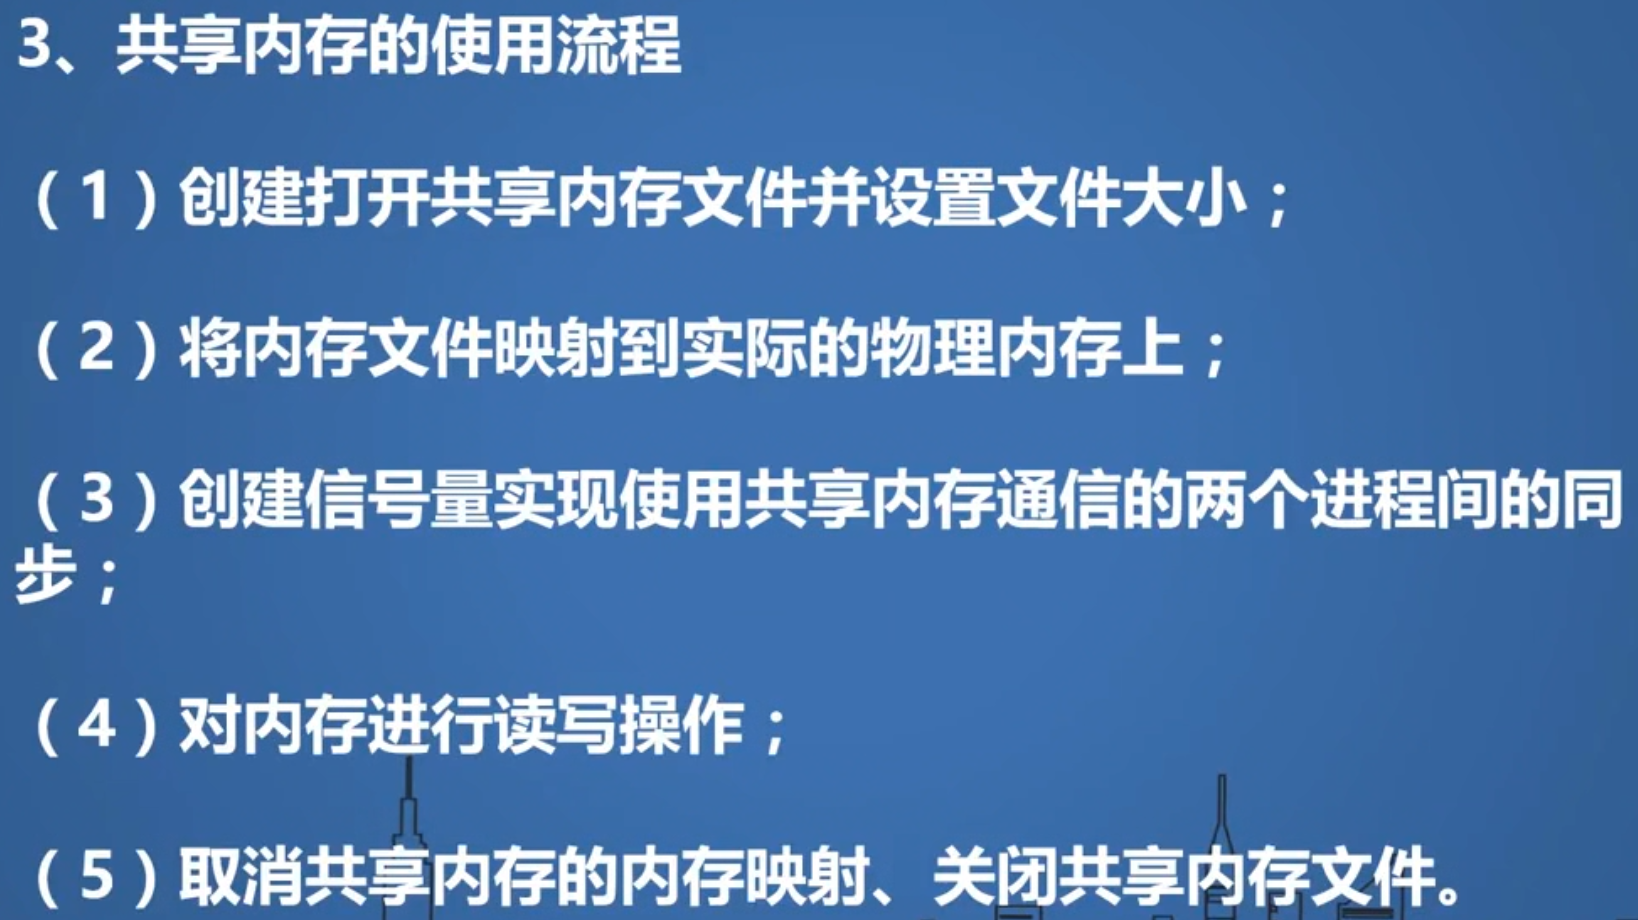 3、共享内存的使用流程
（1）创建打开共享内存文件并设置文件大小；
（2）将内存文件映射到实际的物理内存上；
（3）创建信号量实现使用共享内存通信的两个进程间的同
步；
（4）对内存进行读写操作；
（5）取消共享内存的内存映射、关闭共享内存文件。